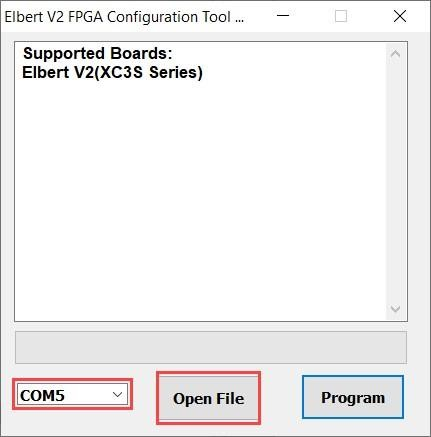 Elbert V2 FPGA Configuration Tool ...
Supported Boards:
Elbert V2(XC3S Series)
COM5
Open File
Program